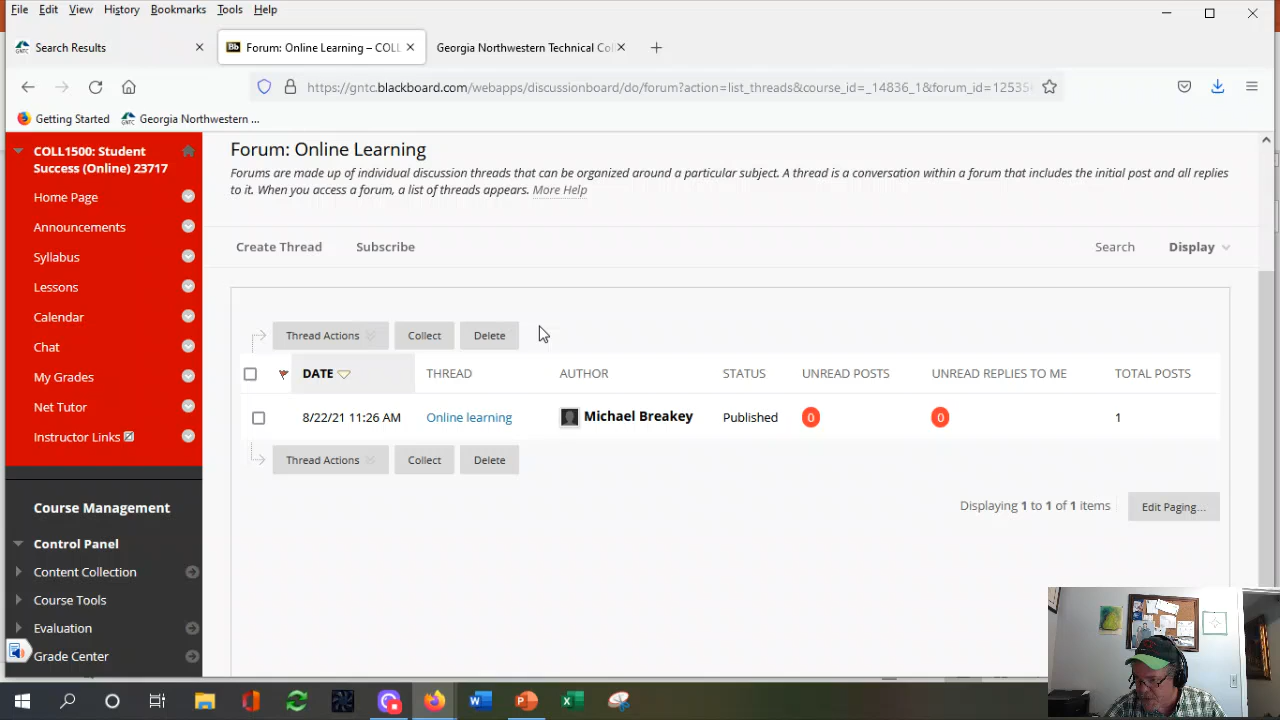 File Edit View History Bookmarks Tools Help
Search Results
Bb Forum: Online Learning – COLL
Georgia Northwestern Technical Col
https://gntc.blackboard.com/webapps/discussionboard/do/forum?action=list_threads&course_id=_14836_1&forum_id=12535
Getting Started
Georgia Northwestern ...
COLL1500: Student
Success (Online) 23717
Home Page
Announcements
Syllabus
Lessons
Calendar
Chat
My Grades
Net Tutor
Instructor Links
Course Management
Control Panel
Content Collection
Course Tools
Evaluation
Grade Center
Forum: Online Learning
Forums are made up of individual discussion threads that can be organized around a particular subject. A thread is a conversation within a forum that includes the initial post and all replies
to it. When you access a forum, a list of threads appears. More Help
Create Thread Subscribe Search Display
Thread Actions Collect Delete
DATE THREAD AUTHOR STATUS UNREAD POSTS UNREAD REPLIES TO ME TOTAL POSTS
8/22/21 11:26 AM Online learning Michael Breakey Published 0 0 1
Thread Actions Collect Delete
Displaying 1 to 1 of 1 items Edit Paging...